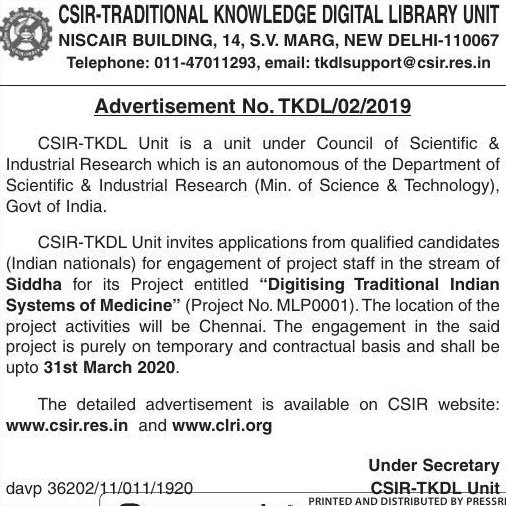 CSIR-TRADITIONAL KNOWLEDGE DIGITAL LIBRARY UNIT
NISCAIR BUILDING, 14, S.V. MARG, NEW DELHI-110067
Telephone: 011-47011293, email: tkdlsupport@csir.res.in
Advertisement No. TKDL/02/2019
CSIR-TKDL Unit is a unit under Council of Scientific &
Industrial Research which is an autonomous of the Department of
Scientific & Industrial Research (Min. of Science & Technology),
Govt of India.
CSIR-TKDL Unit invites applications from qualified candidates
(Indian nationals) for engagement of project staff in the stream of
Siddha for its Project entitled “Digitising Traditional Indian
Systems of Medicine” (Project No. MLP0001). The location of the
project activities will be Chennai. The engagement in the said
project is purely on temporary and contractual basis and shall be
upto 31st March 2020.
The detailed advertisement is available on CSIR website:
www.csir.res.in and www.clri.org
Under Secretary
davp 36202/11/011/1920 CSIR-TKDL Unit
PRINTED AND DISTRIBUTED BY